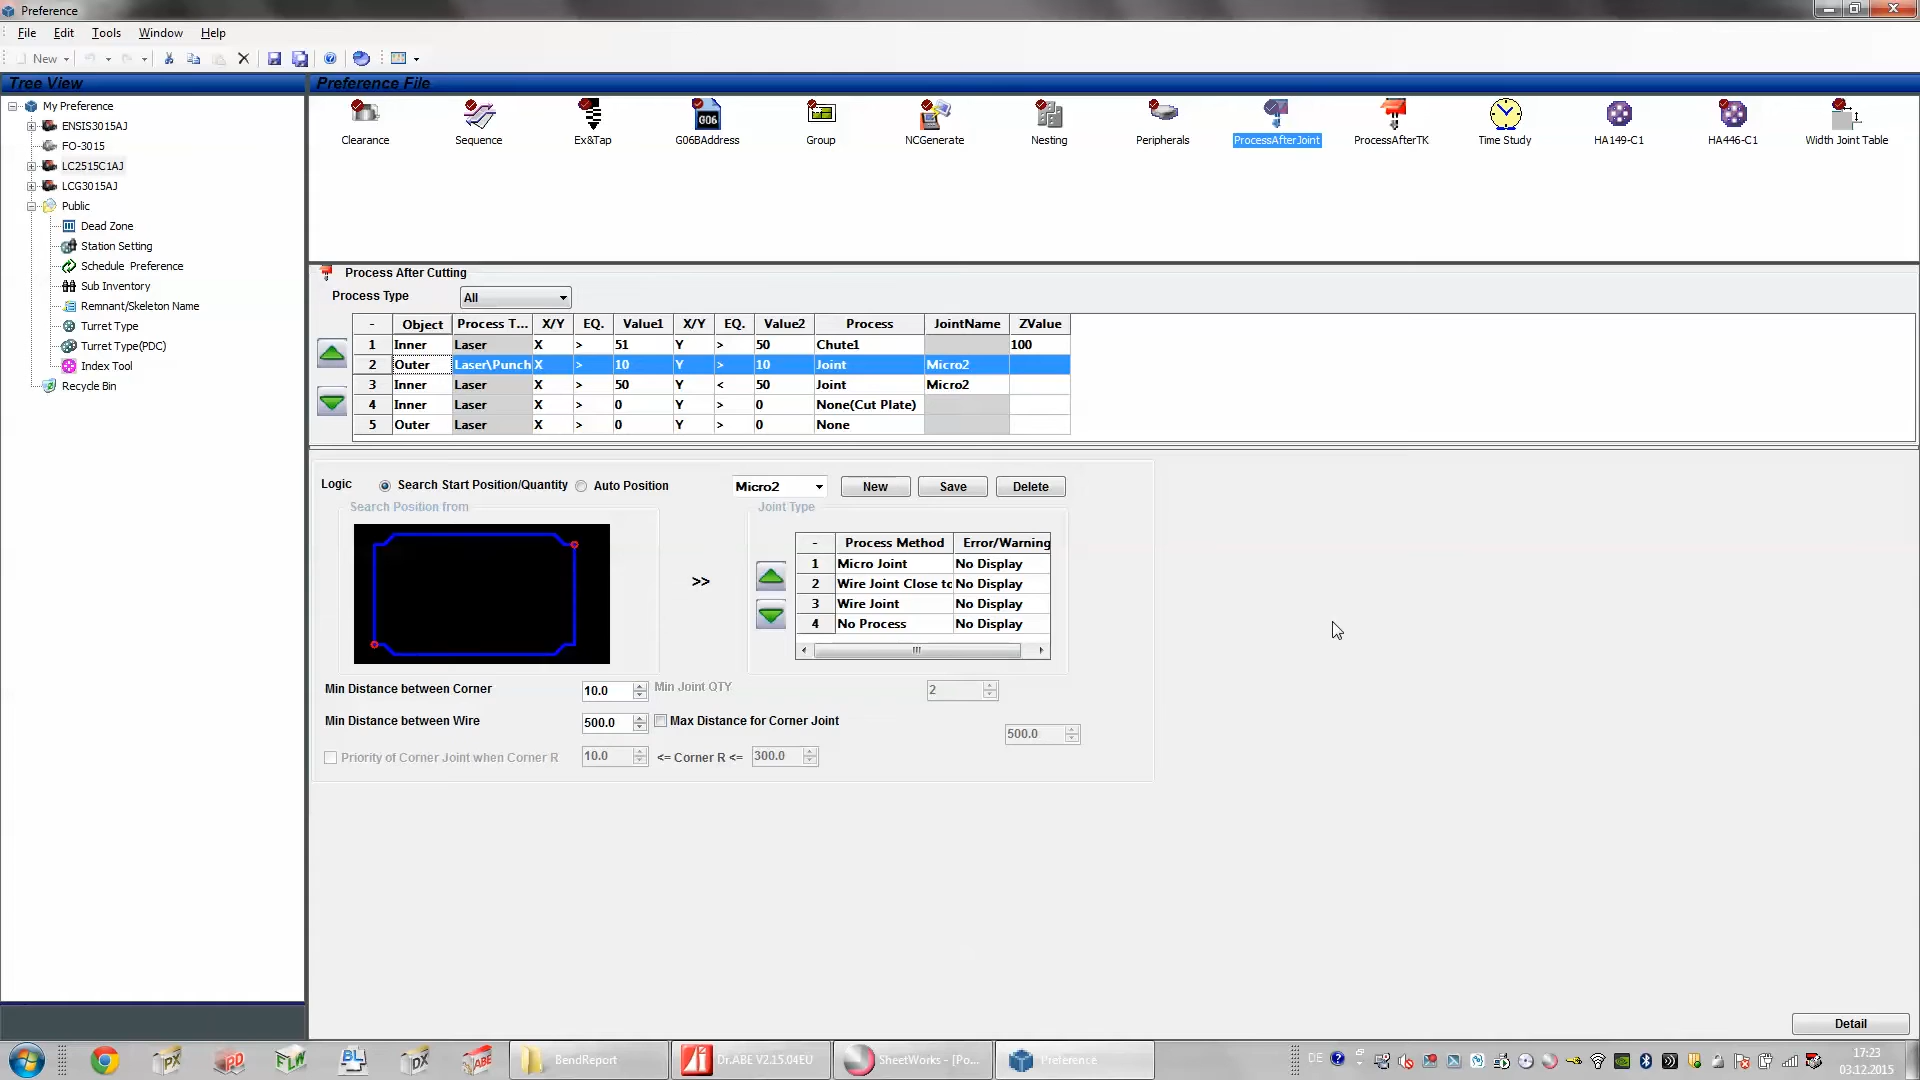 Preference
File Edit Tools Window Help
New
Tree View
Preference File
My Preference
ENSIS3015AJ
FO-3015
LC2515C1AJ
LCG3015AJ
Public
Dead Zone
Station Setting
Schedule Preference
Sub Inventory
Remnant/Skeleton Name
Turret Type
Turret Type(PDC)
Index Tool
Recycle Bin
G06
Clearance Sequence Ex&Tap G06BAddress Group NCGenerate Nesting Peripherals ProcessAfterJoint ProcessAfterTK Time Study HA149-C1 HA446-C1 Width Joint Table
Process After Cutting
Process Type All
- Object Process T... X/Y EQ. Value1 X/Y EQ. Value2 Process JointName ZValue
1 Inner Laser X > 51 Y > 50 Chute1 100
2 Outer Laser\Punch X > 10 Y > 10 Joint Micro2
3 Inner Laser X > 50 Y < 50 Joint Micro2
4 Inner Laser X > 0 Y > 0 None(Cut Plate)
5 Outer Laser X > 0 Y > 0 None
Logic Search Start Position/Quantity Auto Position Micro2 New Save Delete
Search Position from Joint Type
- Process Method Error/Warning
1 Micro Joint No Display
2 Wire Joint Close to No Display
>>
3 Wire Joint No Display
4 No Process No Display
Min Distance between Corner 10.0 Min Joint QTY 2
Min Distance between Wire 500.0 Max Distance for Corner Joint 500.0
Priority of Corner Joint when Corner R 10.0 <= Corner R <= 300.0
Detail
PX PD FLW BL DX ABE BendReport Dr.ABE V2.15.04EU SheetWorks - [Po... Preference DE 17:23
03.12.2015